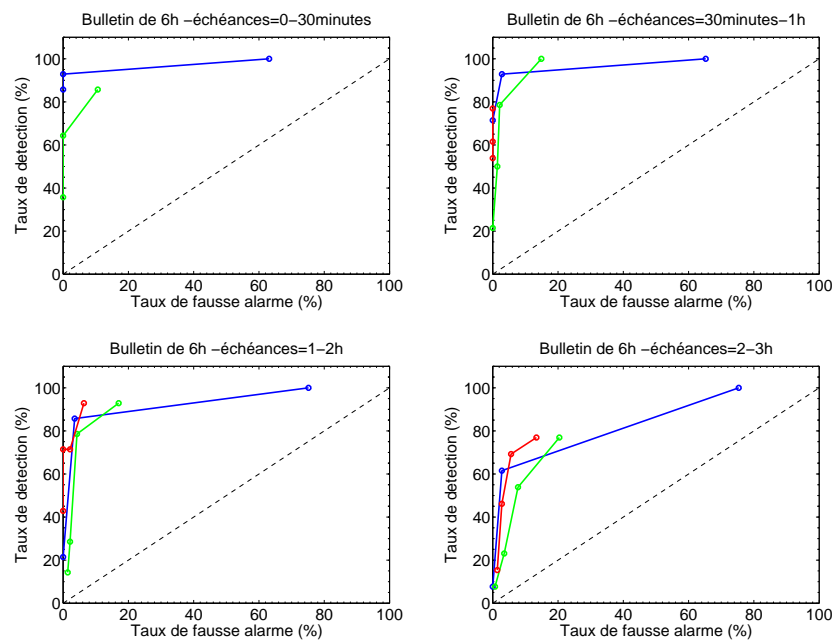 Bulletin de 6h −échéances=0−30minutes
Taux de detection (%)
100
80
60
40
20
0
0 20 40 60 80 100
Taux de fausse alarme (%)
Bulletin de 6h −échéances=30minutes−1h
Taux de detection (%)
100
80
60
40
20
0
0 20 40 60 80 100
Taux de fausse alarme (%)
Bulletin de 6h −échéances=1−2h
Taux de detection (%)
100
80
60
40
20
0
0 20 40 60 80 100
Taux de fausse alarme (%)
Bulletin de 6h −échéances=2−3h
Taux de detection (%)
100
80
60
40
20
0
0 20 40 60 80 100
Taux de fausse alarme (%)